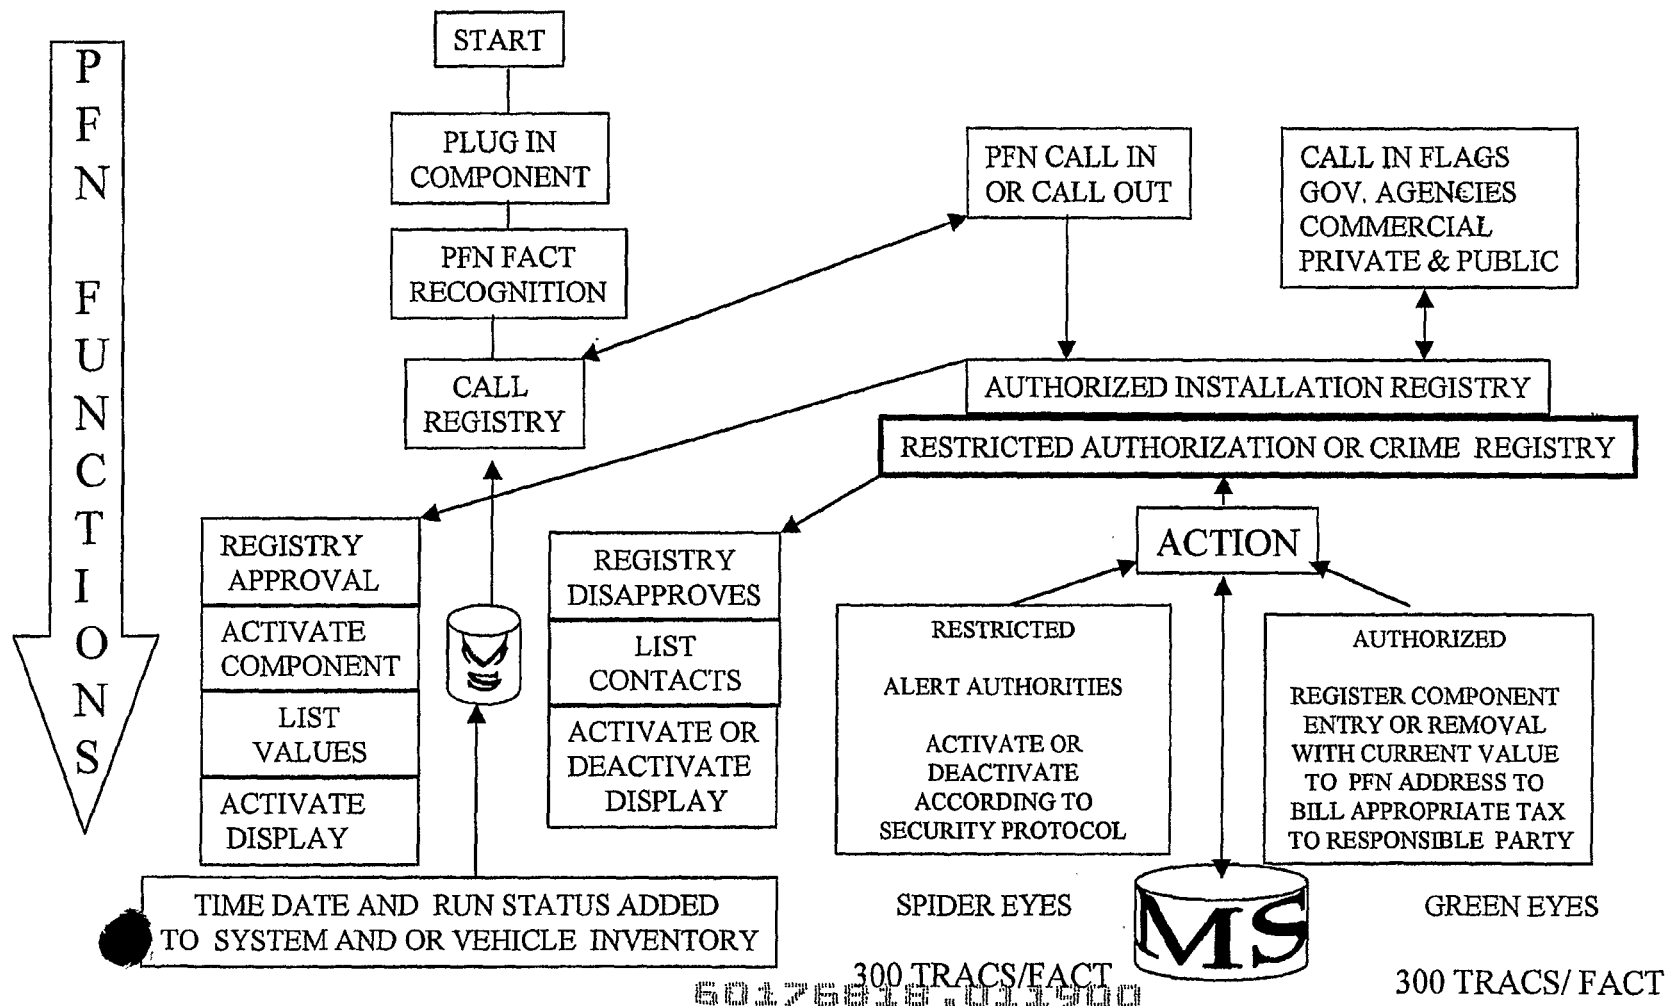 PFN FUNCTIONS
START
PLUG IN
COMPONENT
PFN FACT
RECOGNITION
CALL
REGISTRY
PFN CALL IN
OR CALL OUT
CALL IN FLAGS
GOV. AGENCIES
COMMERCIAL
PRIVATE & PUBLIC
AUTHORIZED INSTALLATION REGISTRY
RESTRICTED AUTHORIZATION OR CRIME REGISTRY
REGISTRY
APPROVAL
ACTIVATE
COMPONENT
LIST
VALUES
ACTIVATE
DISPLAY
REGISTRY
DISAPPROVES
LIST
CONTACTS
ACTIVATE OR
DEACTIVATE
DISPLAY
ACTION
RESTRICTED
ALERT AUTHORITIES
ACTIVATE OR
DEACTIVATE
ACCORDING TO
SECURITY PROTOCOL
AUTHORIZED
REGISTER COMPONENT
ENTRY OR REMOVAL
WITH CURRENT VALUE
TO PFN ADDRESS TO
BILL APPROPRIATE TAX
TO RESPONSIBLE PARTY
TIME DATE AND RUN STATUS ADDED
TO SYSTEM AND OR VEHICLE INVENTORY
SPIDER EYES
MS
GREEN EYES
300 TRACS/FACT
300 TRACS/ FACT
60176818.011900